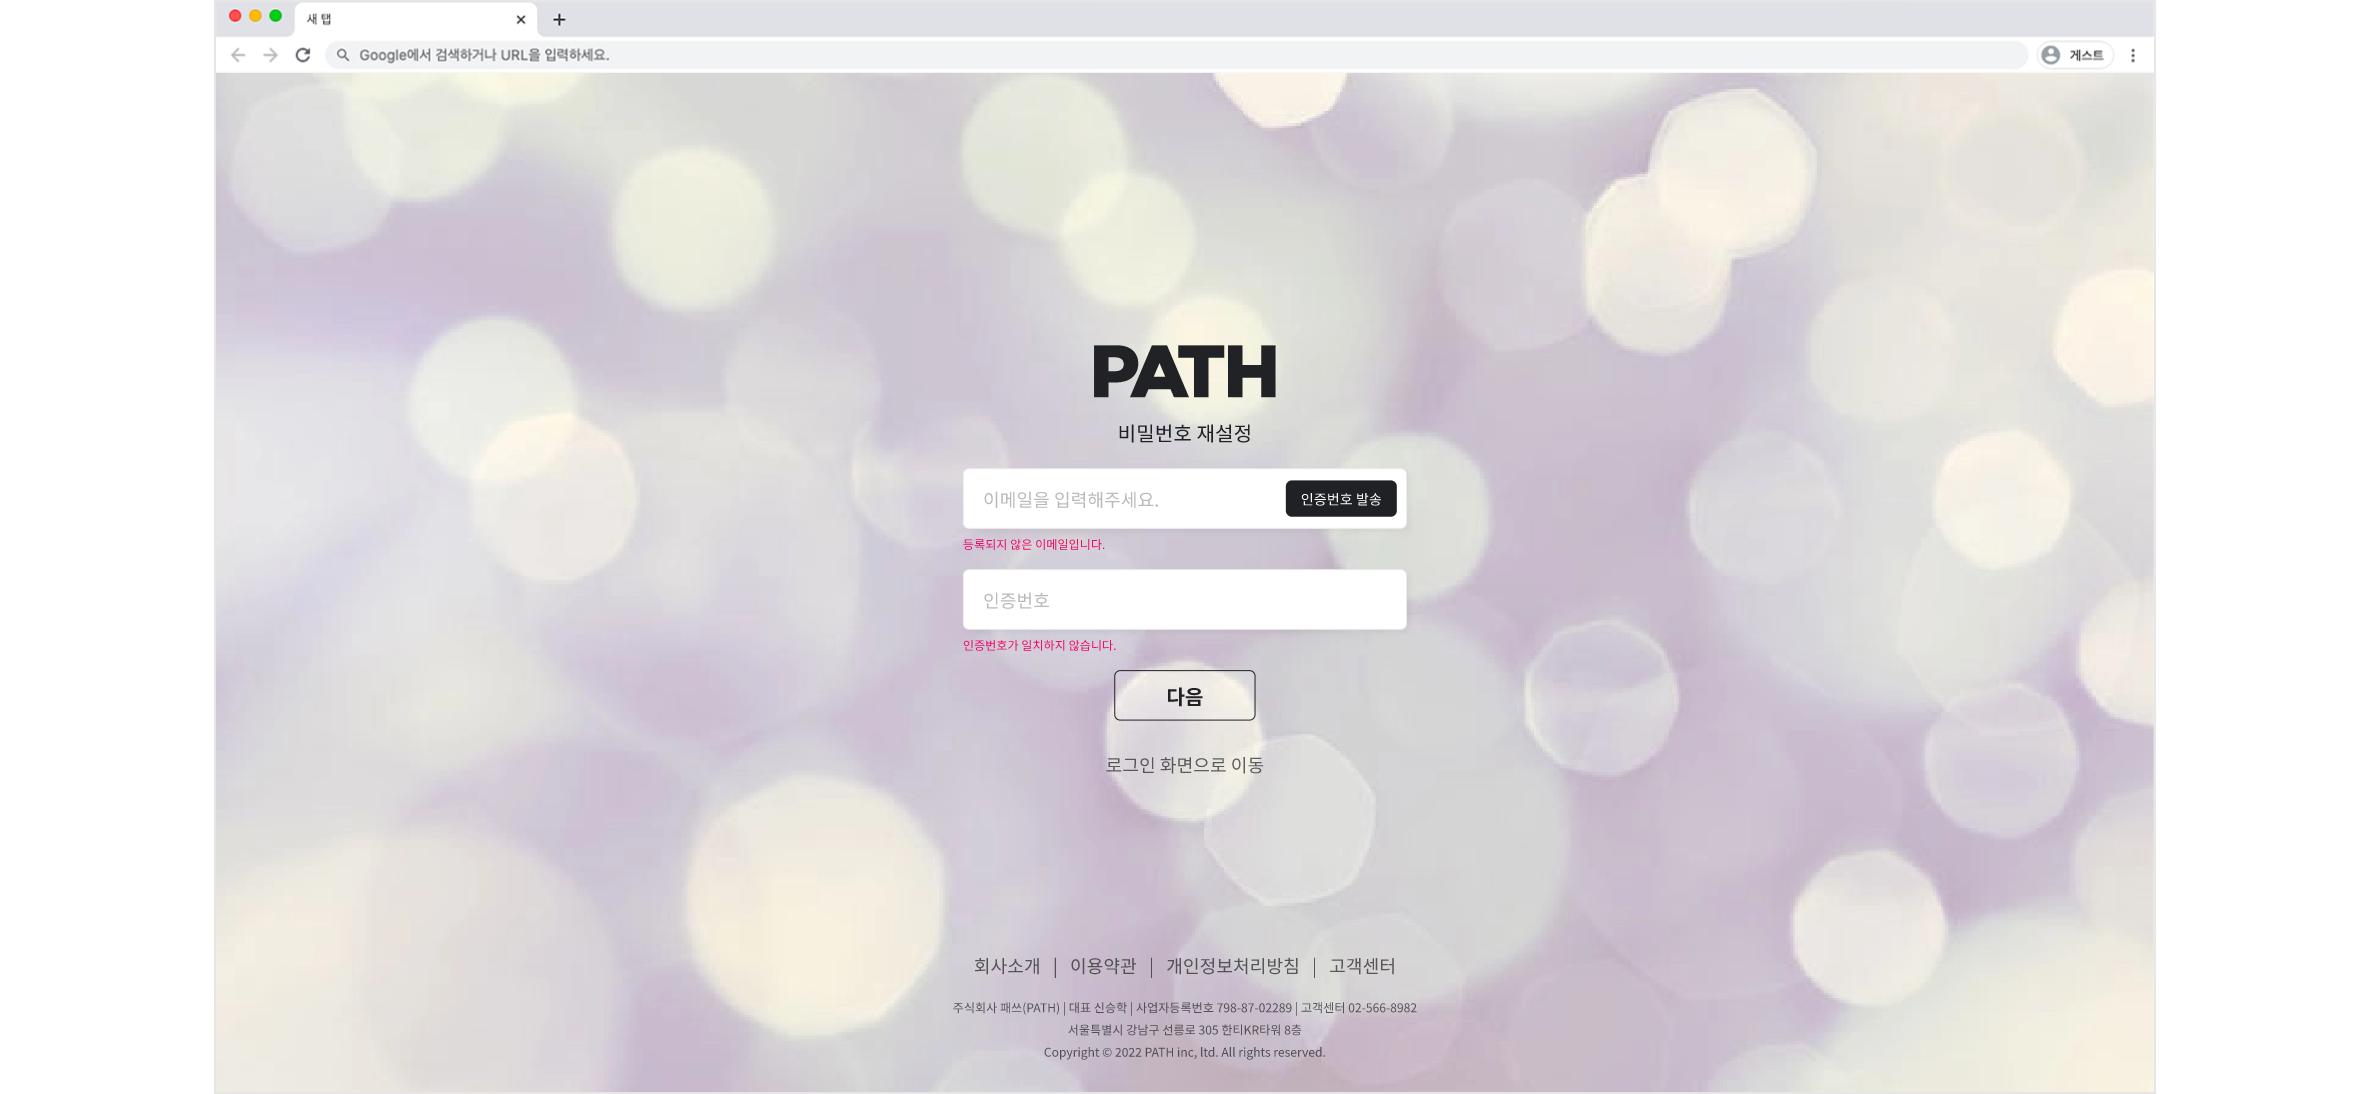 새 탭
Google에서 검색하거나 URL을 입력하세요.
게스트
PATH
비밀번호 재설정
이메일을 입력해주세요.
인증번호 발송
등록되지 않은 이메일입니다.
인증번호
인증번호가 일치하지 않습니다.
다음
로그인 화면으로 이동
회사소개 | 이용약관 | 개인정보처리방침 | 고객센터
주식회사 패쓰(PATH) | 대표 신승학 | 사업자등록번호 798-87-02289 | 고객센터 02-566-8982
서울특별시 강남구 선릉로 305 한티KR타워 8층
Copyright © 2022 PATH inc, ltd. All rights reserved.